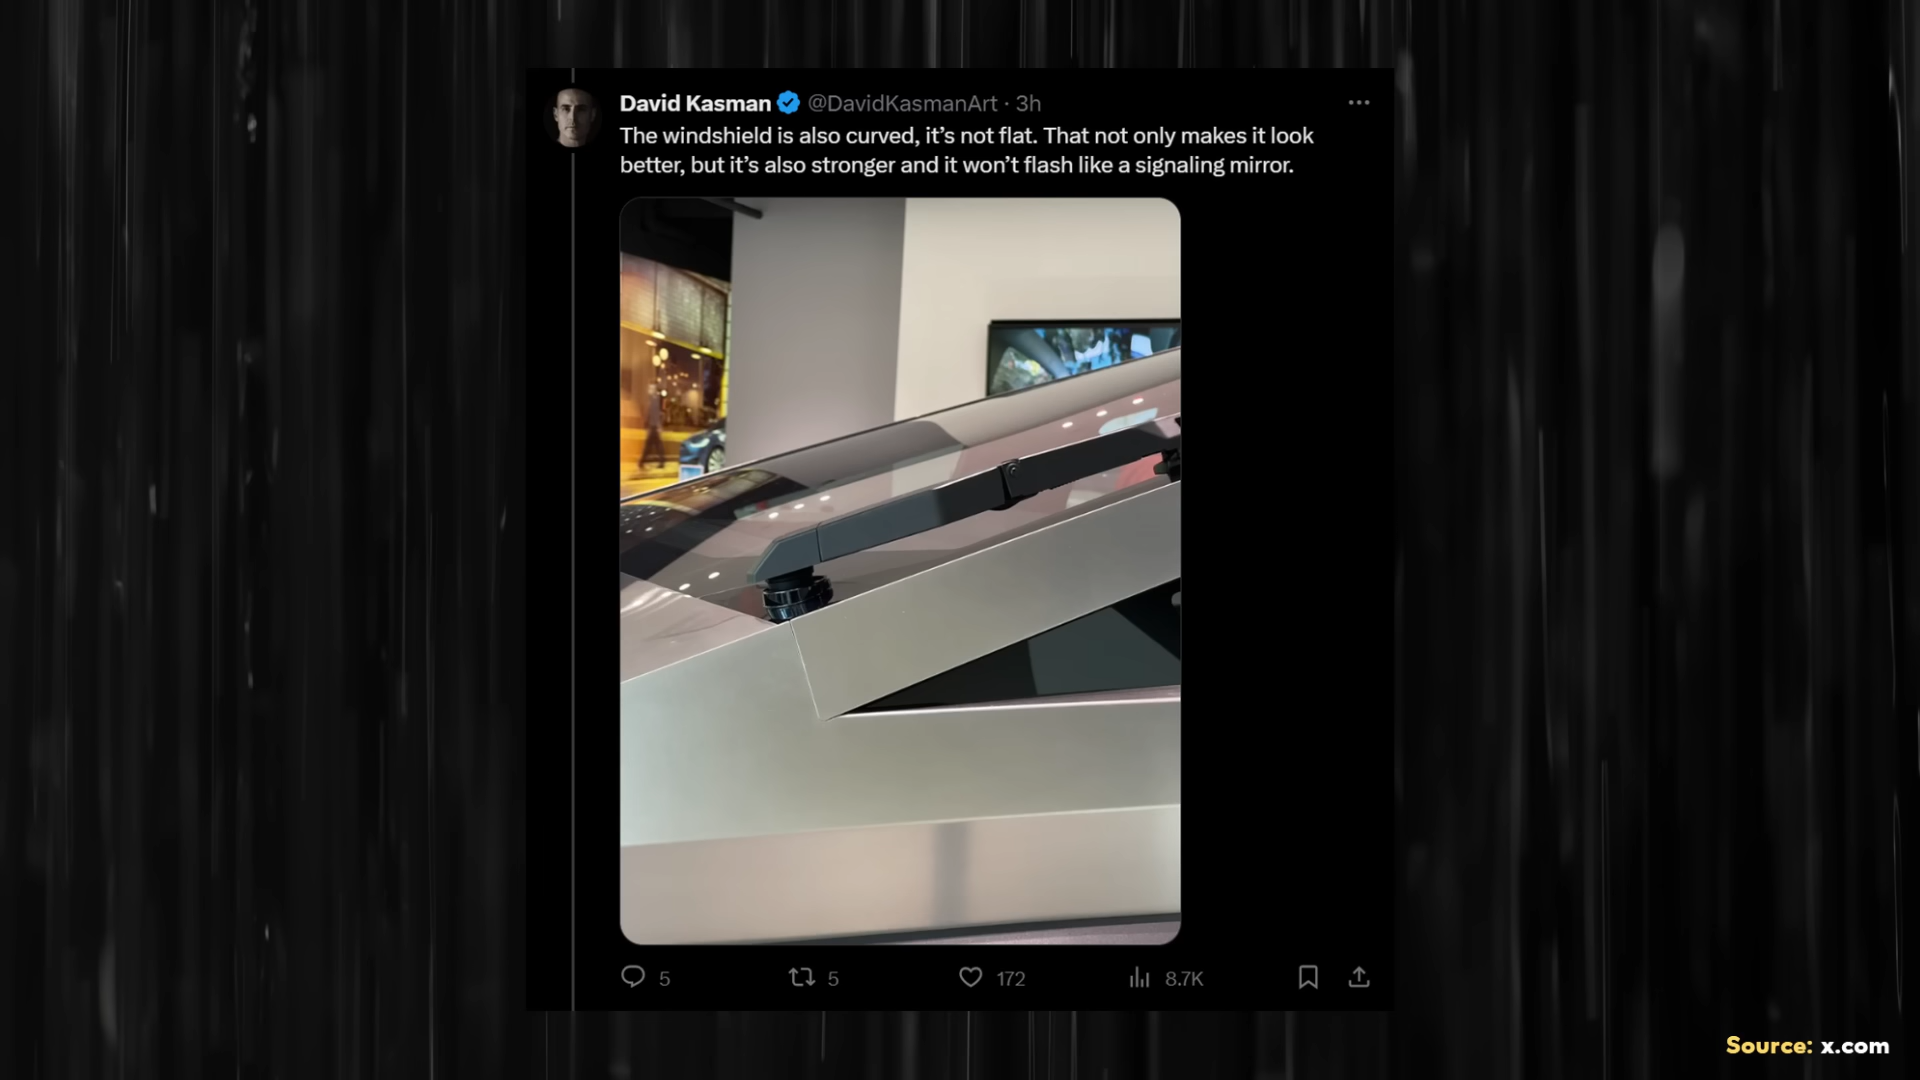 David Kasman @DavidKasmanArt · 3h
The windshield is also curved, it’s not flat. That not only makes it look
better, but it’s also stronger and it won’t flash like a signaling mirror.
5 5 172 8.7K
Source: x.com